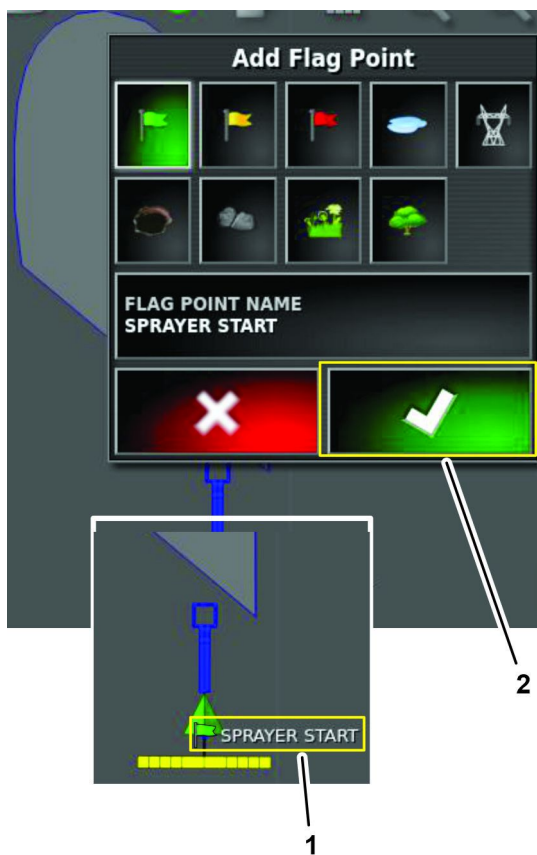 Add Flag Point
FLAG POINT NAME
SPRAYER START
2
SPRAYER START
1